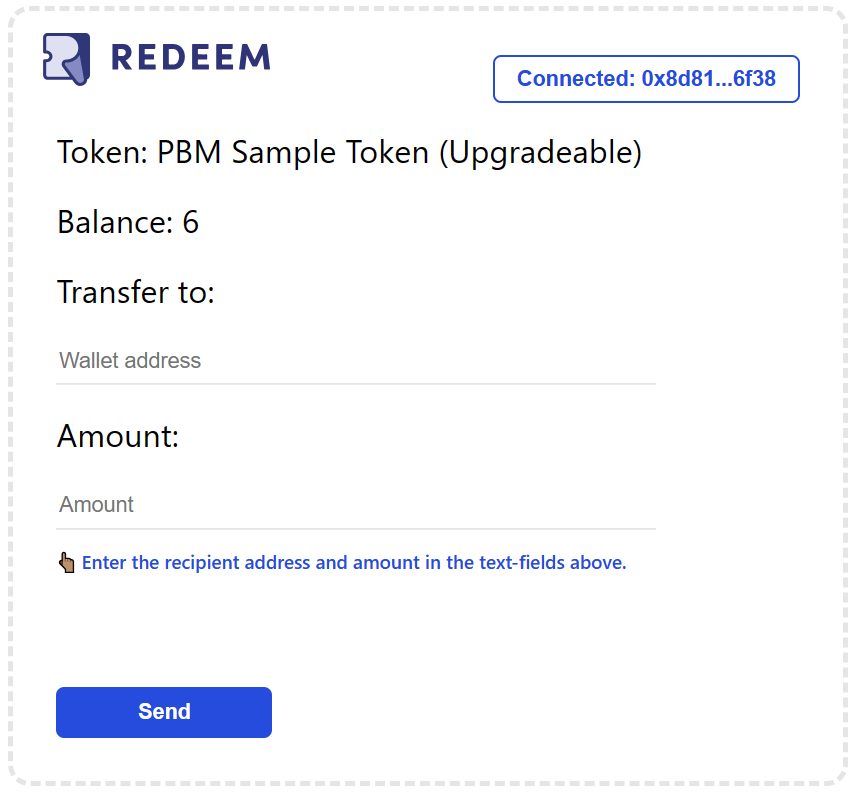 REDEEM
Connected: 0x8d81...6f38
Token: PBM Sample Token (Upgradeable)
Balance: 6
Transfer to:
Wallet address
Amount:
Amount
Enter the recipient address and amount in the text-fields above.
Send